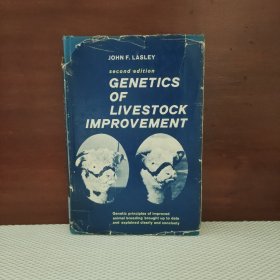 JOHN F. LASLEY
second edition
GENETICS
OF
LIVESTOCK
IMPROVEMENT
Genetic principles of improved
animal breeding brought up to date
and explained clearly and concisely